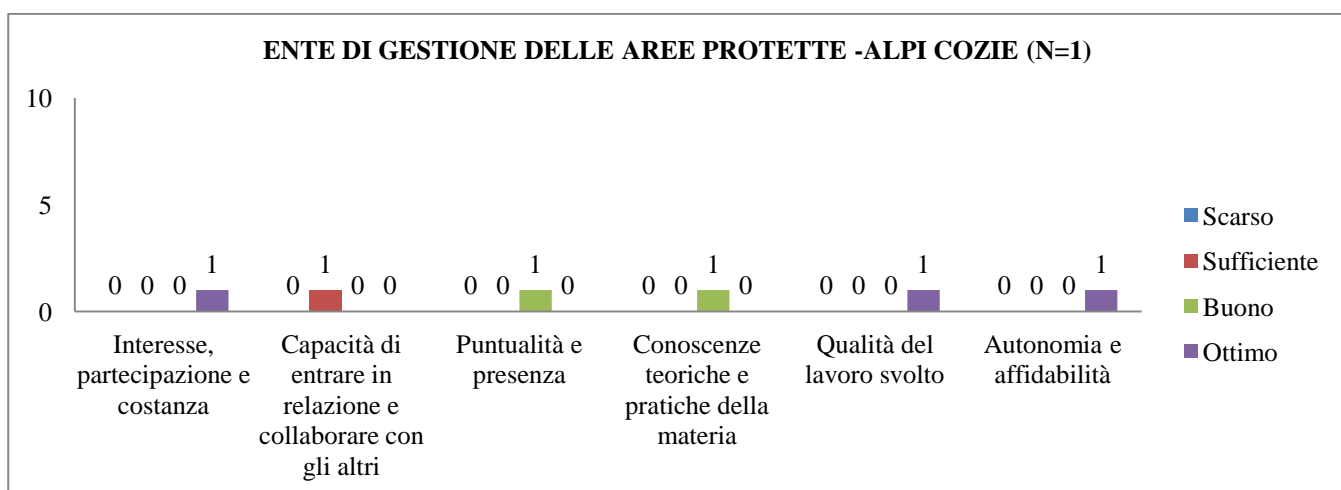 ENTE DI GESTIONE DELLE AREE PROTETTE -ALPI COZIE (N=1)
10
5
0
0 0 0 1
0 1 0 0
0 0 1 0
0 0 1 0
0 0 0 1
0 0 0 1
Interesse,
partecipazione e
costanza
Capacità di
entrare in
relazione e
collaborare con
gli altri
Puntualità e
presenza
Conoscenze
teoriche e
pratiche della
materia
Qualità del
lavoro svolto
Autonomia e
affidabilità
Scarso
Sufficiente
Buono
Ottimo